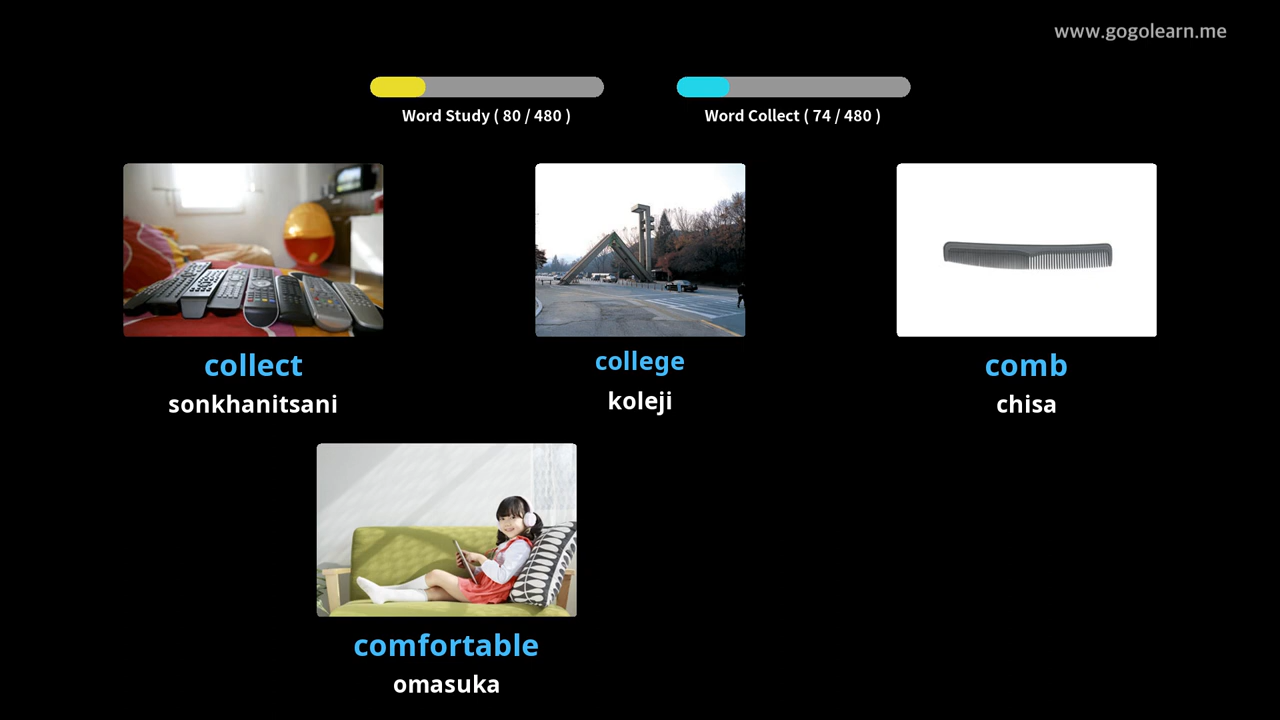 www.gogolearn.me
Word Study ( 80 / 480 )
Word Collect ( 74 / 480 )
collect
sonkhanitsani
college
koleji
comb
chisa
comfortable
omasuka